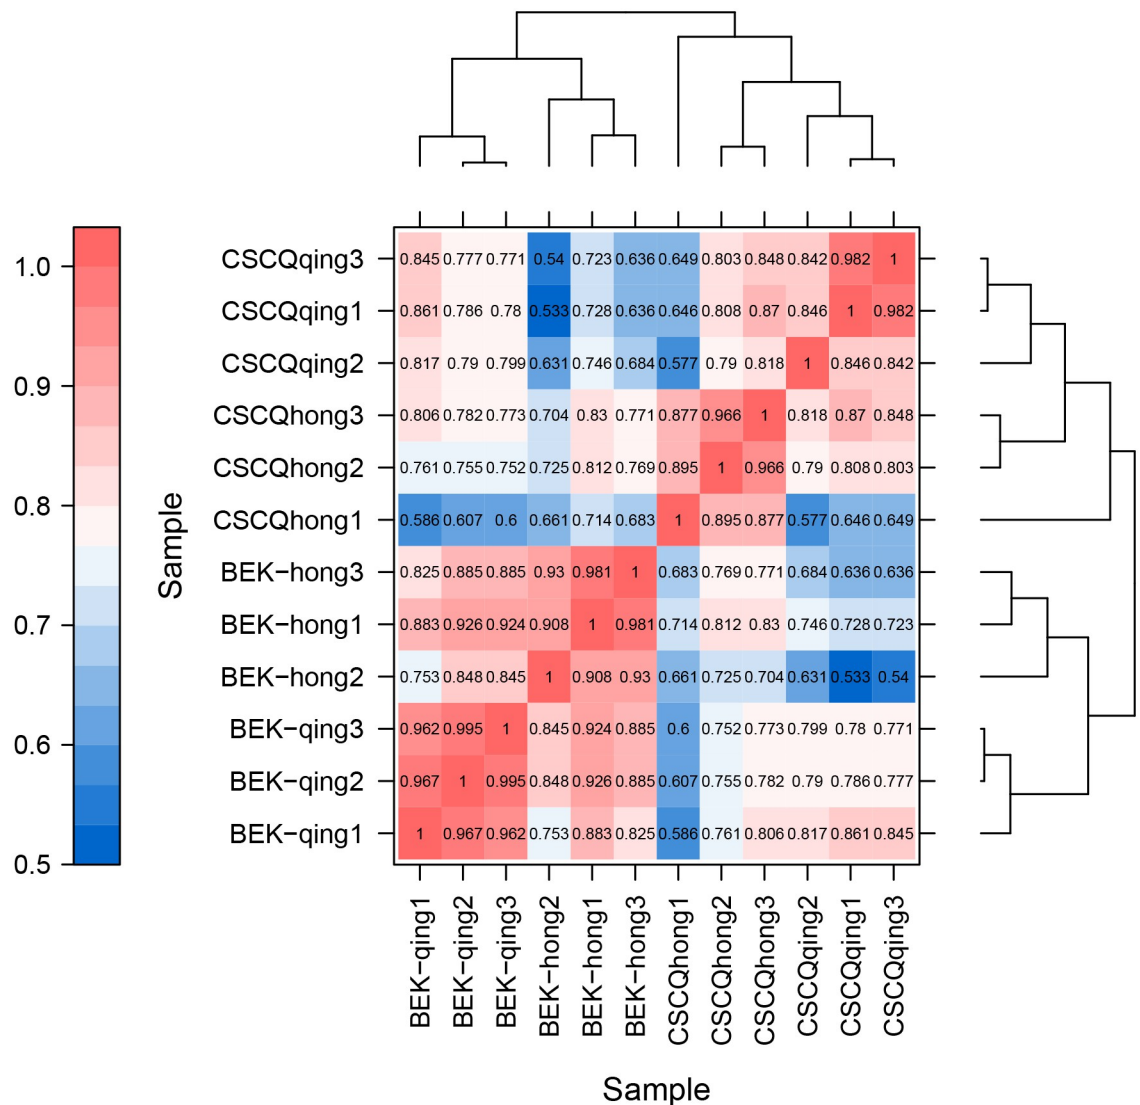 1.0
0.9
0.8
0.7
0.6
0.5
Sample
CSCQqing3 0.845 0.777 0.771 0.54 0.723 0.636 0.649 0.803 0.848 0.842 0.982 1
CSCQqing1 0.861 0.786 0.78 0.533 0.728 0.636 0.646 0.808 0.87 0.846 1 0.982
CSCQqing2 0.817 0.79 0.799 0.631 0.746 0.684 0.577 0.79 0.818 1 0.846 0.842
CSCQhong3 0.806 0.782 0.773 0.704 0.83 0.771 0.877 0.966 1 0.818 0.87 0.848
CSCQhong2 0.761 0.755 0.752 0.725 0.812 0.769 0.895 1 0.966 0.79 0.808 0.803
CSCQhong1 0.586 0.607 0.6 0.661 0.714 0.683 1 0.895 0.877 0.577 0.646 0.649
BEK-hong3 0.825 0.885 0.885 0.93 0.981 1 0.683 0.769 0.771 0.684 0.636 0.636
BEK-hong1 0.883 0.926 0.924 0.908 1 0.981 0.714 0.812 0.83 0.746 0.728 0.723
BEK-hong2 0.753 0.848 0.845 1 0.908 0.93 0.661 0.725 0.704 0.631 0.533 0.54
BEK-qing3 0.962 0.995 1 0.845 0.924 0.885 0.6 0.752 0.773 0.799 0.78 0.771
BEK-qing2 0.967 1 0.995 0.848 0.926 0.885 0.607 0.755 0.782 0.79 0.786 0.777
BEK-qing1 1 0.967 0.962 0.753 0.883 0.825 0.586 0.761 0.806 0.817 0.861 0.845
BEK-qing1
BEK-qing2
BEK-qing3
BEK-hong2
BEK-hong1
BEK-hong3
CSCQhong1
CSCQhong2
CSCQhong3
CSCQqing2
CSCQqing1
CSCQqing3
Sample